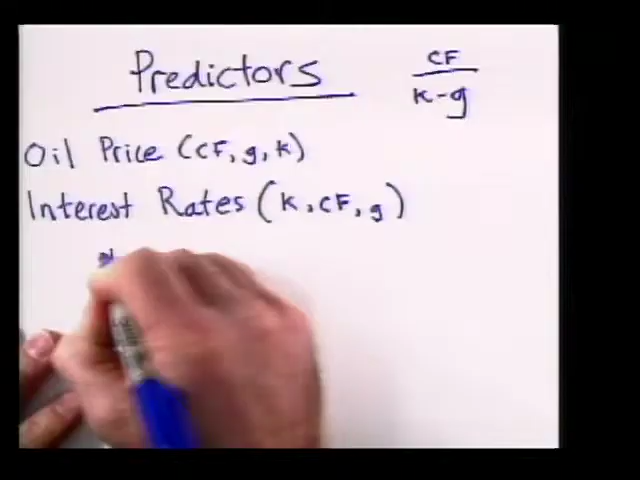 Predictors
CF
k-g
Oil Price (CF, g, k)
Interest Rates (k, CF, g)